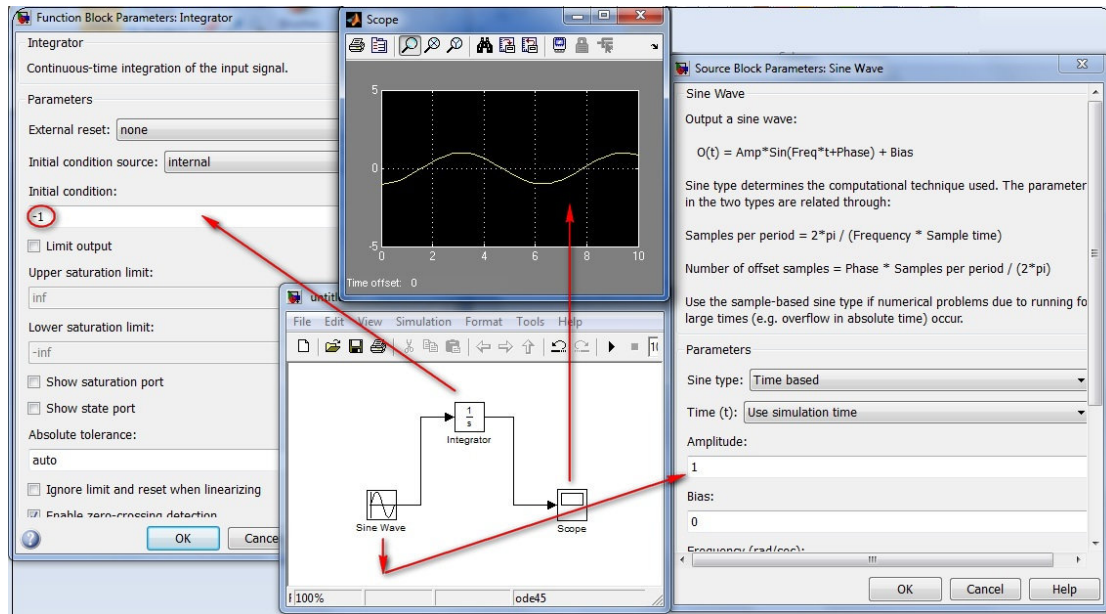 Function Block Parameters: Integrator
Integrator
Continuous-time integration of the input signal.
Parameters
External reset: none
Initial condition source: internal
Initial condition:
-1
Limit output
Upper saturation limit:
inf
Lower saturation limit:
-inf
Show saturation port
Show state port
Absolute tolerance:
auto
Ignore limit and reset when linearizing
Enable zero-crossing detection
OK Cance
Scope
5
0
-5
0 2 4 6 8 10
Time offset: 0
untitle
File Edit View Simulation Format Tools Help
10
1
s
Integrator
Sine Wave
Scope
100% ode45
Source Block Parameters: Sine Wave
Sine Wave
Output a sine wave:
O(t) = Amp*Sin(Freq*t+Phase) + Bias
Sine type determines the computational technique used. The parameter
in the two types are related through:
Samples per period = 2*pi / (Frequency * Sample time)
Number of offset samples = Phase * Samples per period / (2*pi)
Use the sample-based sine type if numerical problems due to running fo
large times (e.g. overflow in absolute time) occur.
Parameters
Sine type: Time based
Time (t): Use simulation time
Amplitude:
1
Bias:
0
Frequency (rad/sec):
OK Cancel Help